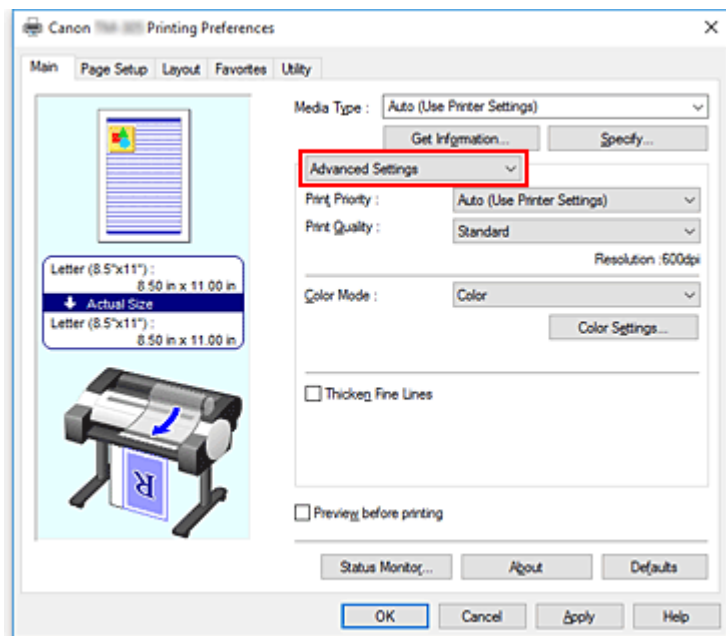 Canon Printing Preferences
Main Page Setup Layout Favorites Utility
Media Type : Auto (Use Printer Settings)
Get Information... Specify...
Advanced Settings
Print Priority : Auto (Use Printer Settings)
Print Quality : Standard
Resolution :600dpi
Color Mode : Color
Color Settings...
Thicken Fine Lines
Letter (8.5"x11") :
8.50 in x 11.00 in
Actual Size
Letter (8.5"x11") :
8.50 in x 11.00 in
R
Preview before printing
Status Monitor... About Defaults
OK Cancel Apply Help